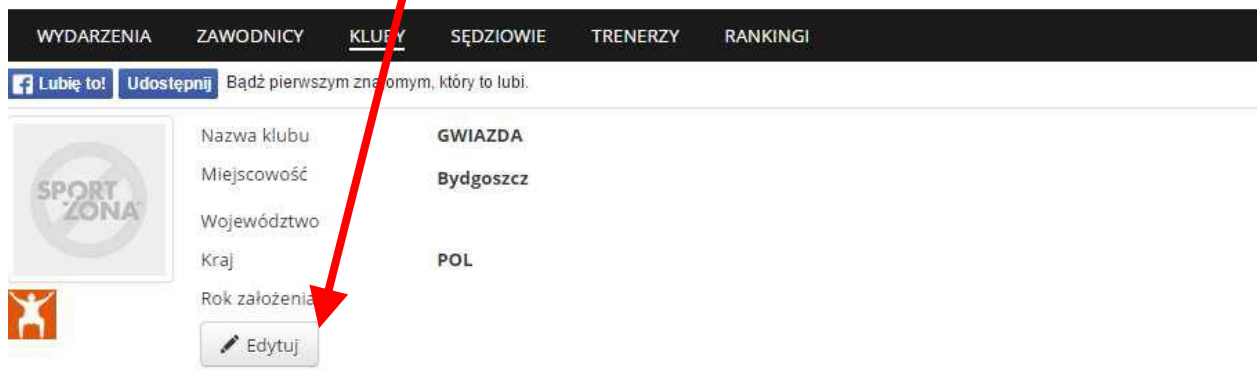 WYDARZENIA ZAWODNICY KLUBY SĘDZIOWIE TRENERZY RANKINGI
Lubię to! Udostępnij Bądź pierwszym znajomym, który to lubi.
Nazwa klubu GWIAZDA
SPORT ZONA
Miejscowość Bydgoszcz
Województwo
Kraj POL
Rok założenia
Edytuj